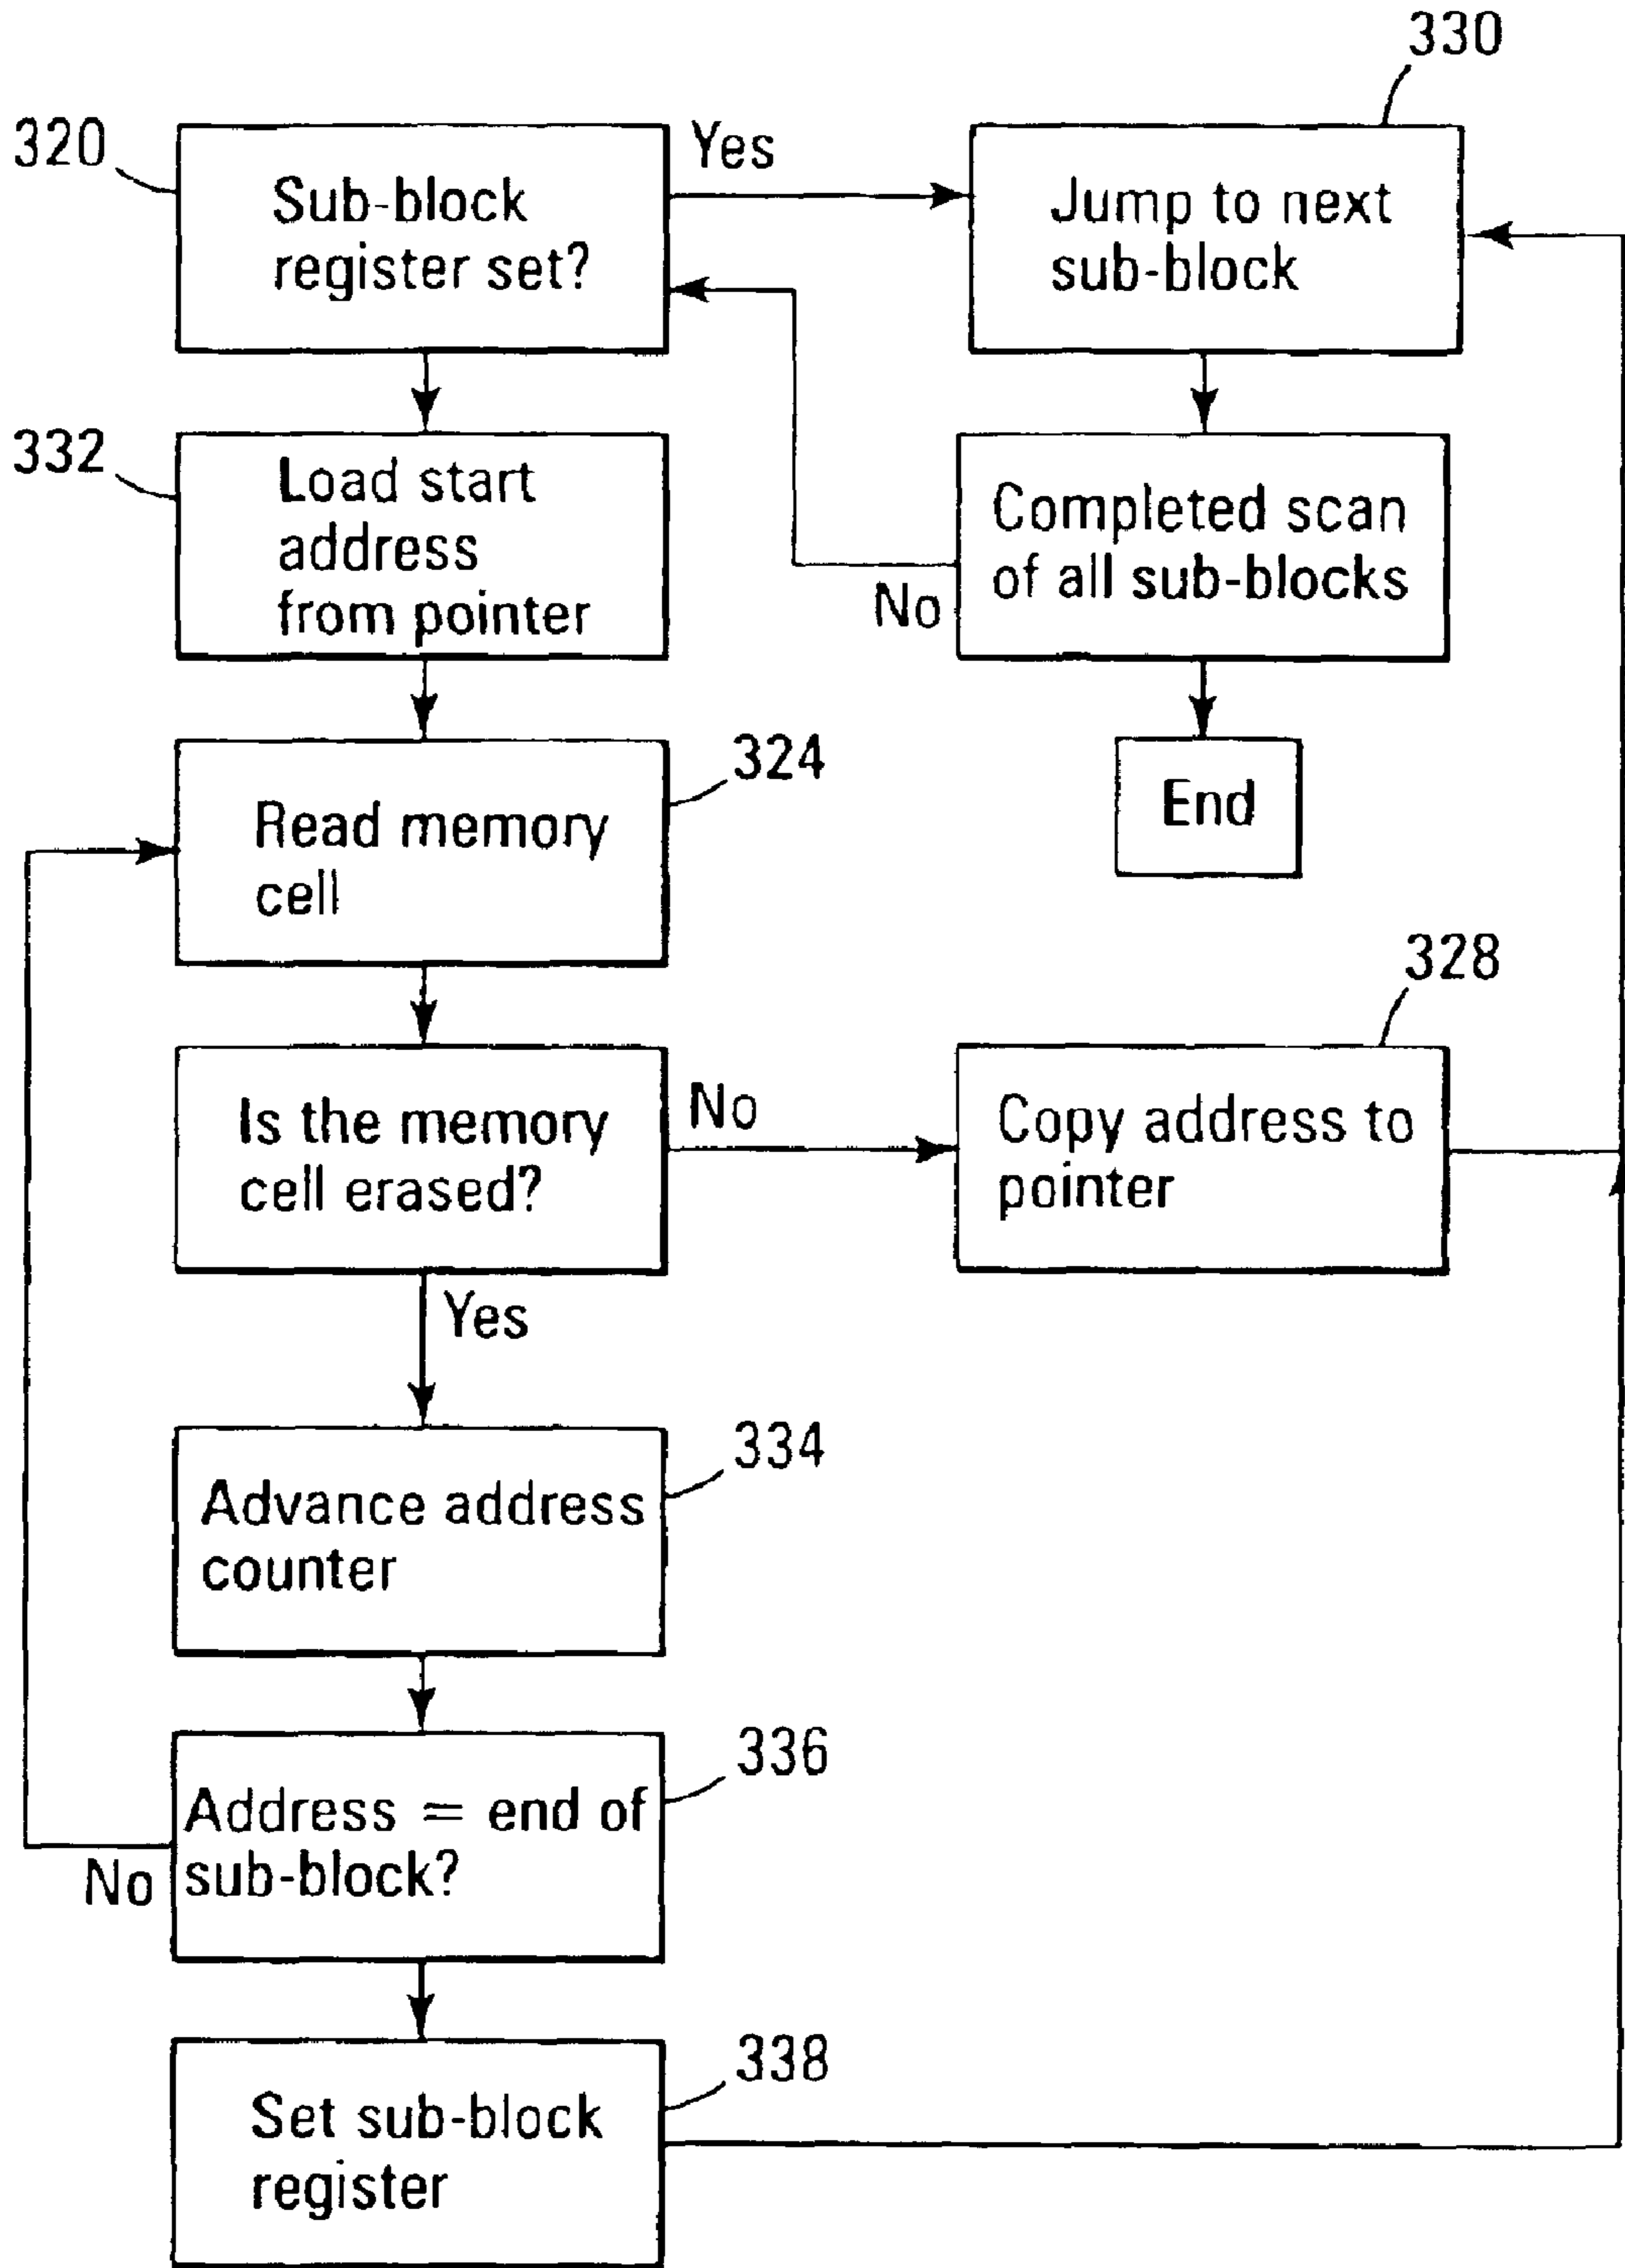 330
320
Sub-block
register set?
Yes
Jump to next
sub-block
332
Load start
address
from pointer
Completed scan
of all sub-blocks
No
324
Read memory
cell
End
328
Is the memory
cell erased?
No
Copy address to
pointer
Yes
334
Advance address
counter
336
Address = end of
sub-block?
No
338
Set sub-block
register